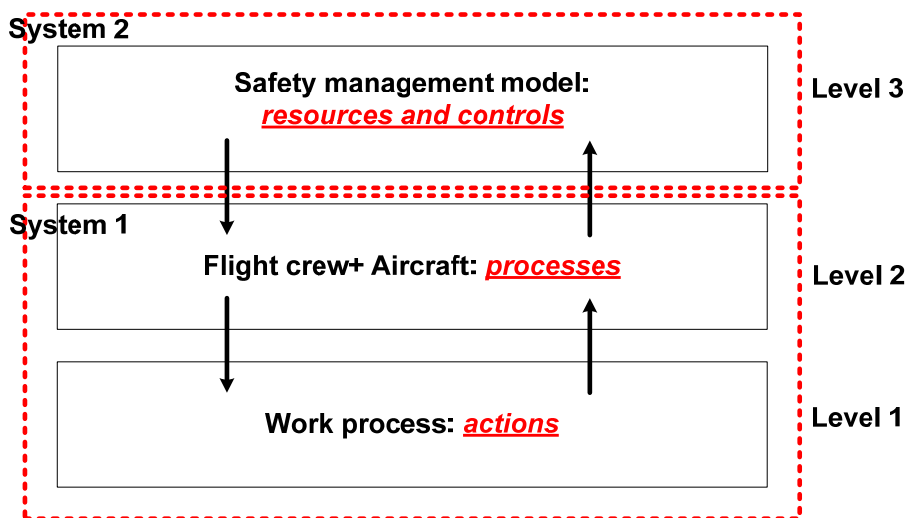 System 2
Safety management model:
resources and controls
Level 3
System 1
Flight crew+ Aircraft: processes
Level 2
Work process: actions
Level 1